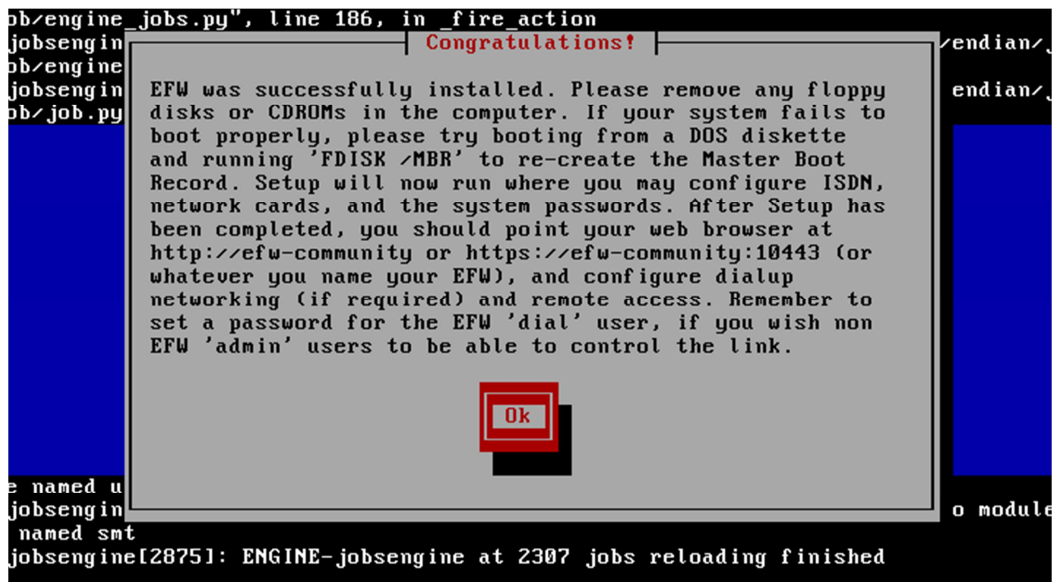 ob/engine_jobs.py", line 186, in _fire_action
jobsengin
/endian/.
ob/engine
jobsengin
endian/.
ob/job.py
Congratulations!
EFW was successfully installed. Please remove any floppy
disks or CDROMs in the computer. If your system fails to
boot properly, please try booting from a DOS diskette
and running 'FDISK /MBR' to re-create the Master Boot
Record. Setup will now run where you may configure ISDN,
network cards, and the system passwords. After Setup has
been completed, you should point your web browser at
http://efw-community or https://efw-community:10443 (or
whatever you name your EFW), and configure dialup
networking (if required) and remote access. Remember to
set a password for the EFW 'dial' user, if you wish non
EFW 'admin' users to be able to control the link.
Ok
e named u
jobsengin
o module
named smt
jobsengine[2875]: ENGINE-jobsengine at 2307 jobs reloading finished